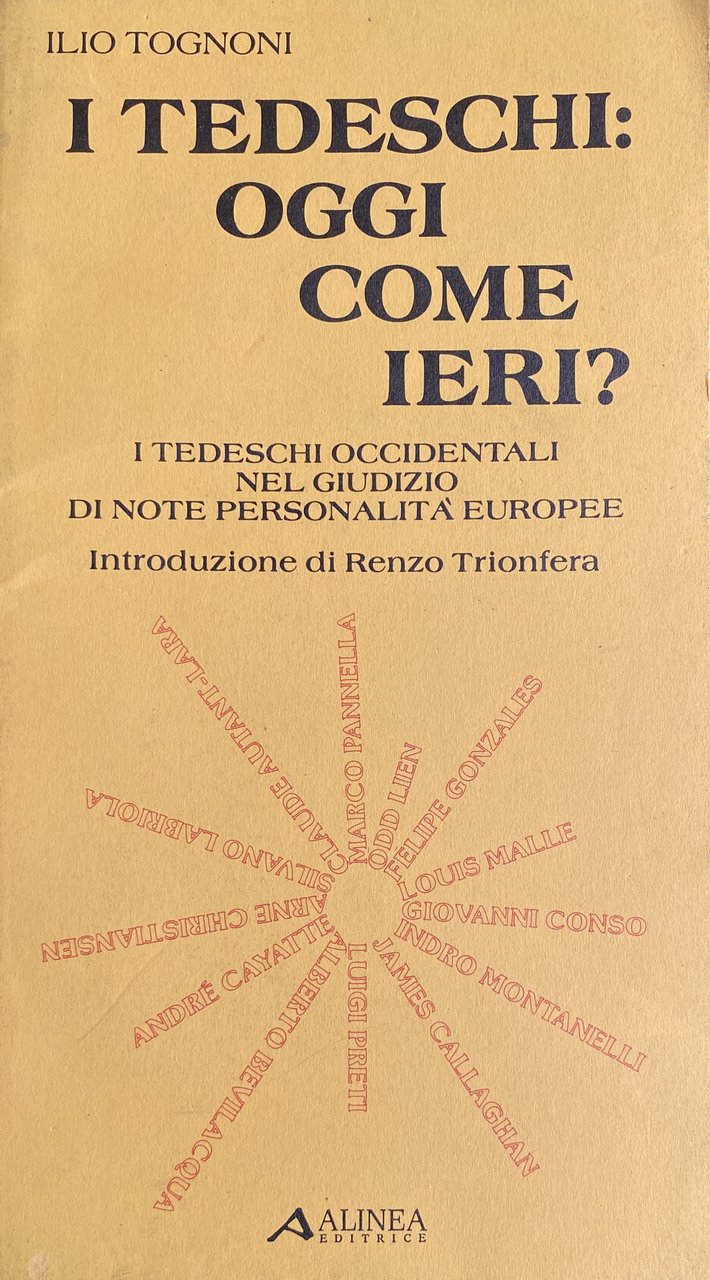 ILIO TOGNONI
I TEDESCHI:
OGGI
COME
IERI?
I TEDESCHI OCCIDENTALI
NEL GIUDIZIO
DI NOTE PERSONALITÀ EUROPEE
Introduzione di Renzo Trionfera
MARCO PANNELLA
ODD LIEN
FELIPE GONZALES
LOUIS MALLE
GIOVANNI CONSO
INDRO MONTANELLI
JAMES CALLAGHAN
LUIGI PRETI
ALBERTO BEVILACQUA
ANDRÉ CAYATTE
ARNE CHRISTIANSEN
SILVANO LABRIOLA
CLAUDE AUTANT-LARA
ALINEA
EDITRICE